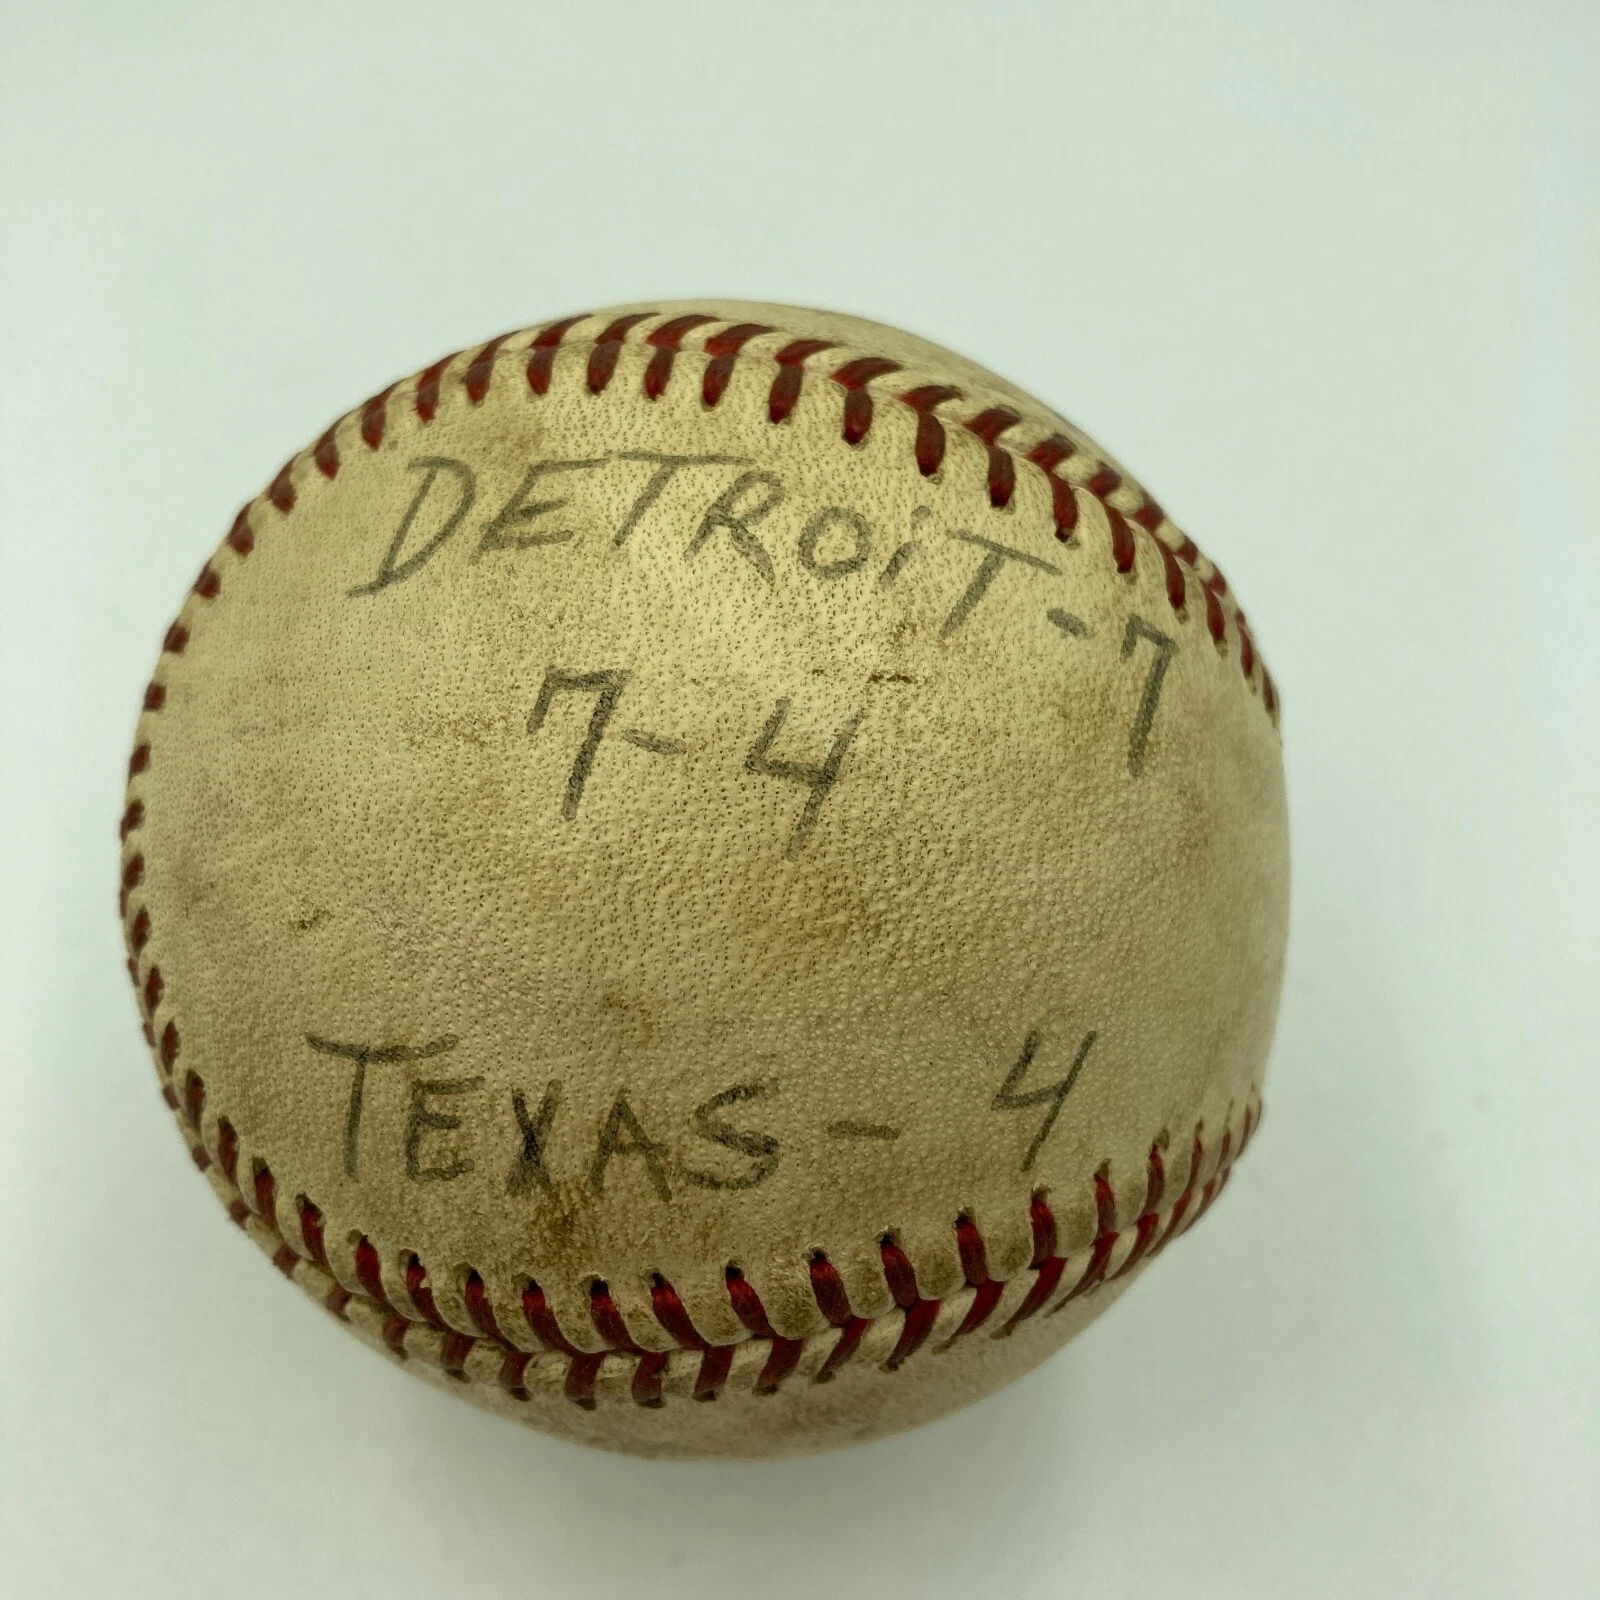 DETROiT-7
7-4
TEXAS - 4